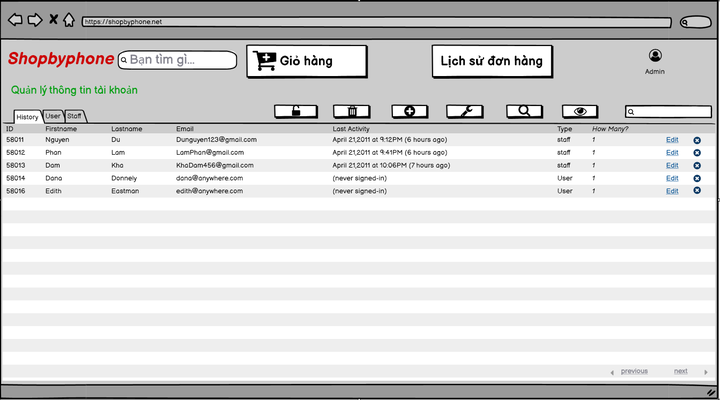 https://shopbyphone.net
Shopbyphone
Bạn tìm gì...
Giỏ hàng
Lịch sử đơn hàng
Admin
Quản lý thông tin tài khoản
History User Staff
ID Firstname Lastname Email Last Activity Type How Many?
58011 Nguyen Du Dunguyen123@gmail.com April 21,2011 at 9:12PM (6 hours ago) staff 1 Edit
58012 Phan Lam LamPhan@gmail.com April 21,2011 at 9:41PM (6 hours ago) staff 1 Edit
58013 Dam Kha KhaDam456@gmail.com April 21,2011 at 10:06PM (7 hours ago) staff 1 Edit
58014 Dana Donnely dana@anywhere.com (never signed-in) User 1 Edit
58016 Edith Eastman edith@anywhere.com (never signed-in) User 1 Edit
previous next